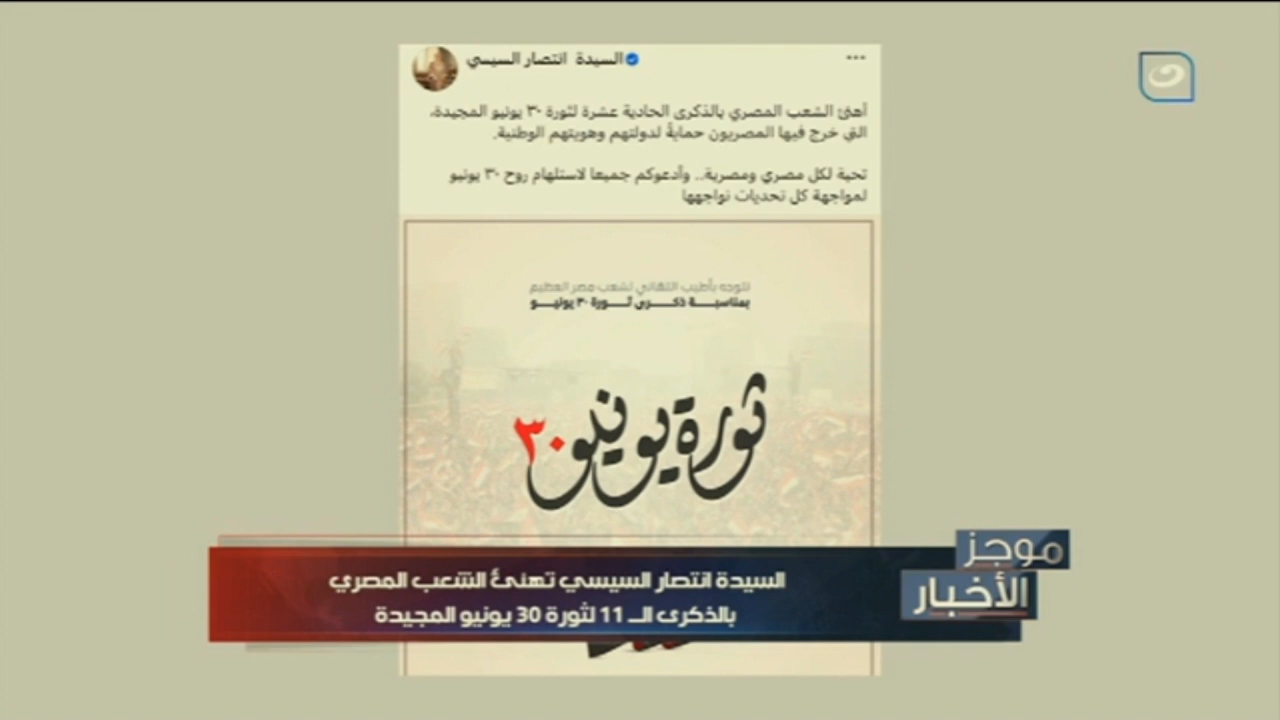 السيدة انتصار السيسي
أهنئ الشعب المصري بالذكرى الحادية عشرة لثورة ٣٠ يونيو المجيدة،
التي خرج فيها المصريون حمايةً لدولتهم وهويتهم الوطنية.
تحية لكل مصري ومصرية.. وأدعوكم جميعا لاستلهام روح ٣٠ يونيو
لمواجهة كل تحديات نواجهها
نتوجه بأطيب التهاني لشعب مصر العظيم
بمناسبة ذكرى ثورة ٣٠ يونيو
ثورة يونيو ٣٠
موجز
الأخبار
السيدة انتصار السيسي تهنئ الشعب المصري
بالذكرى الـ 11 لثورة 30 يونيو المجيدة